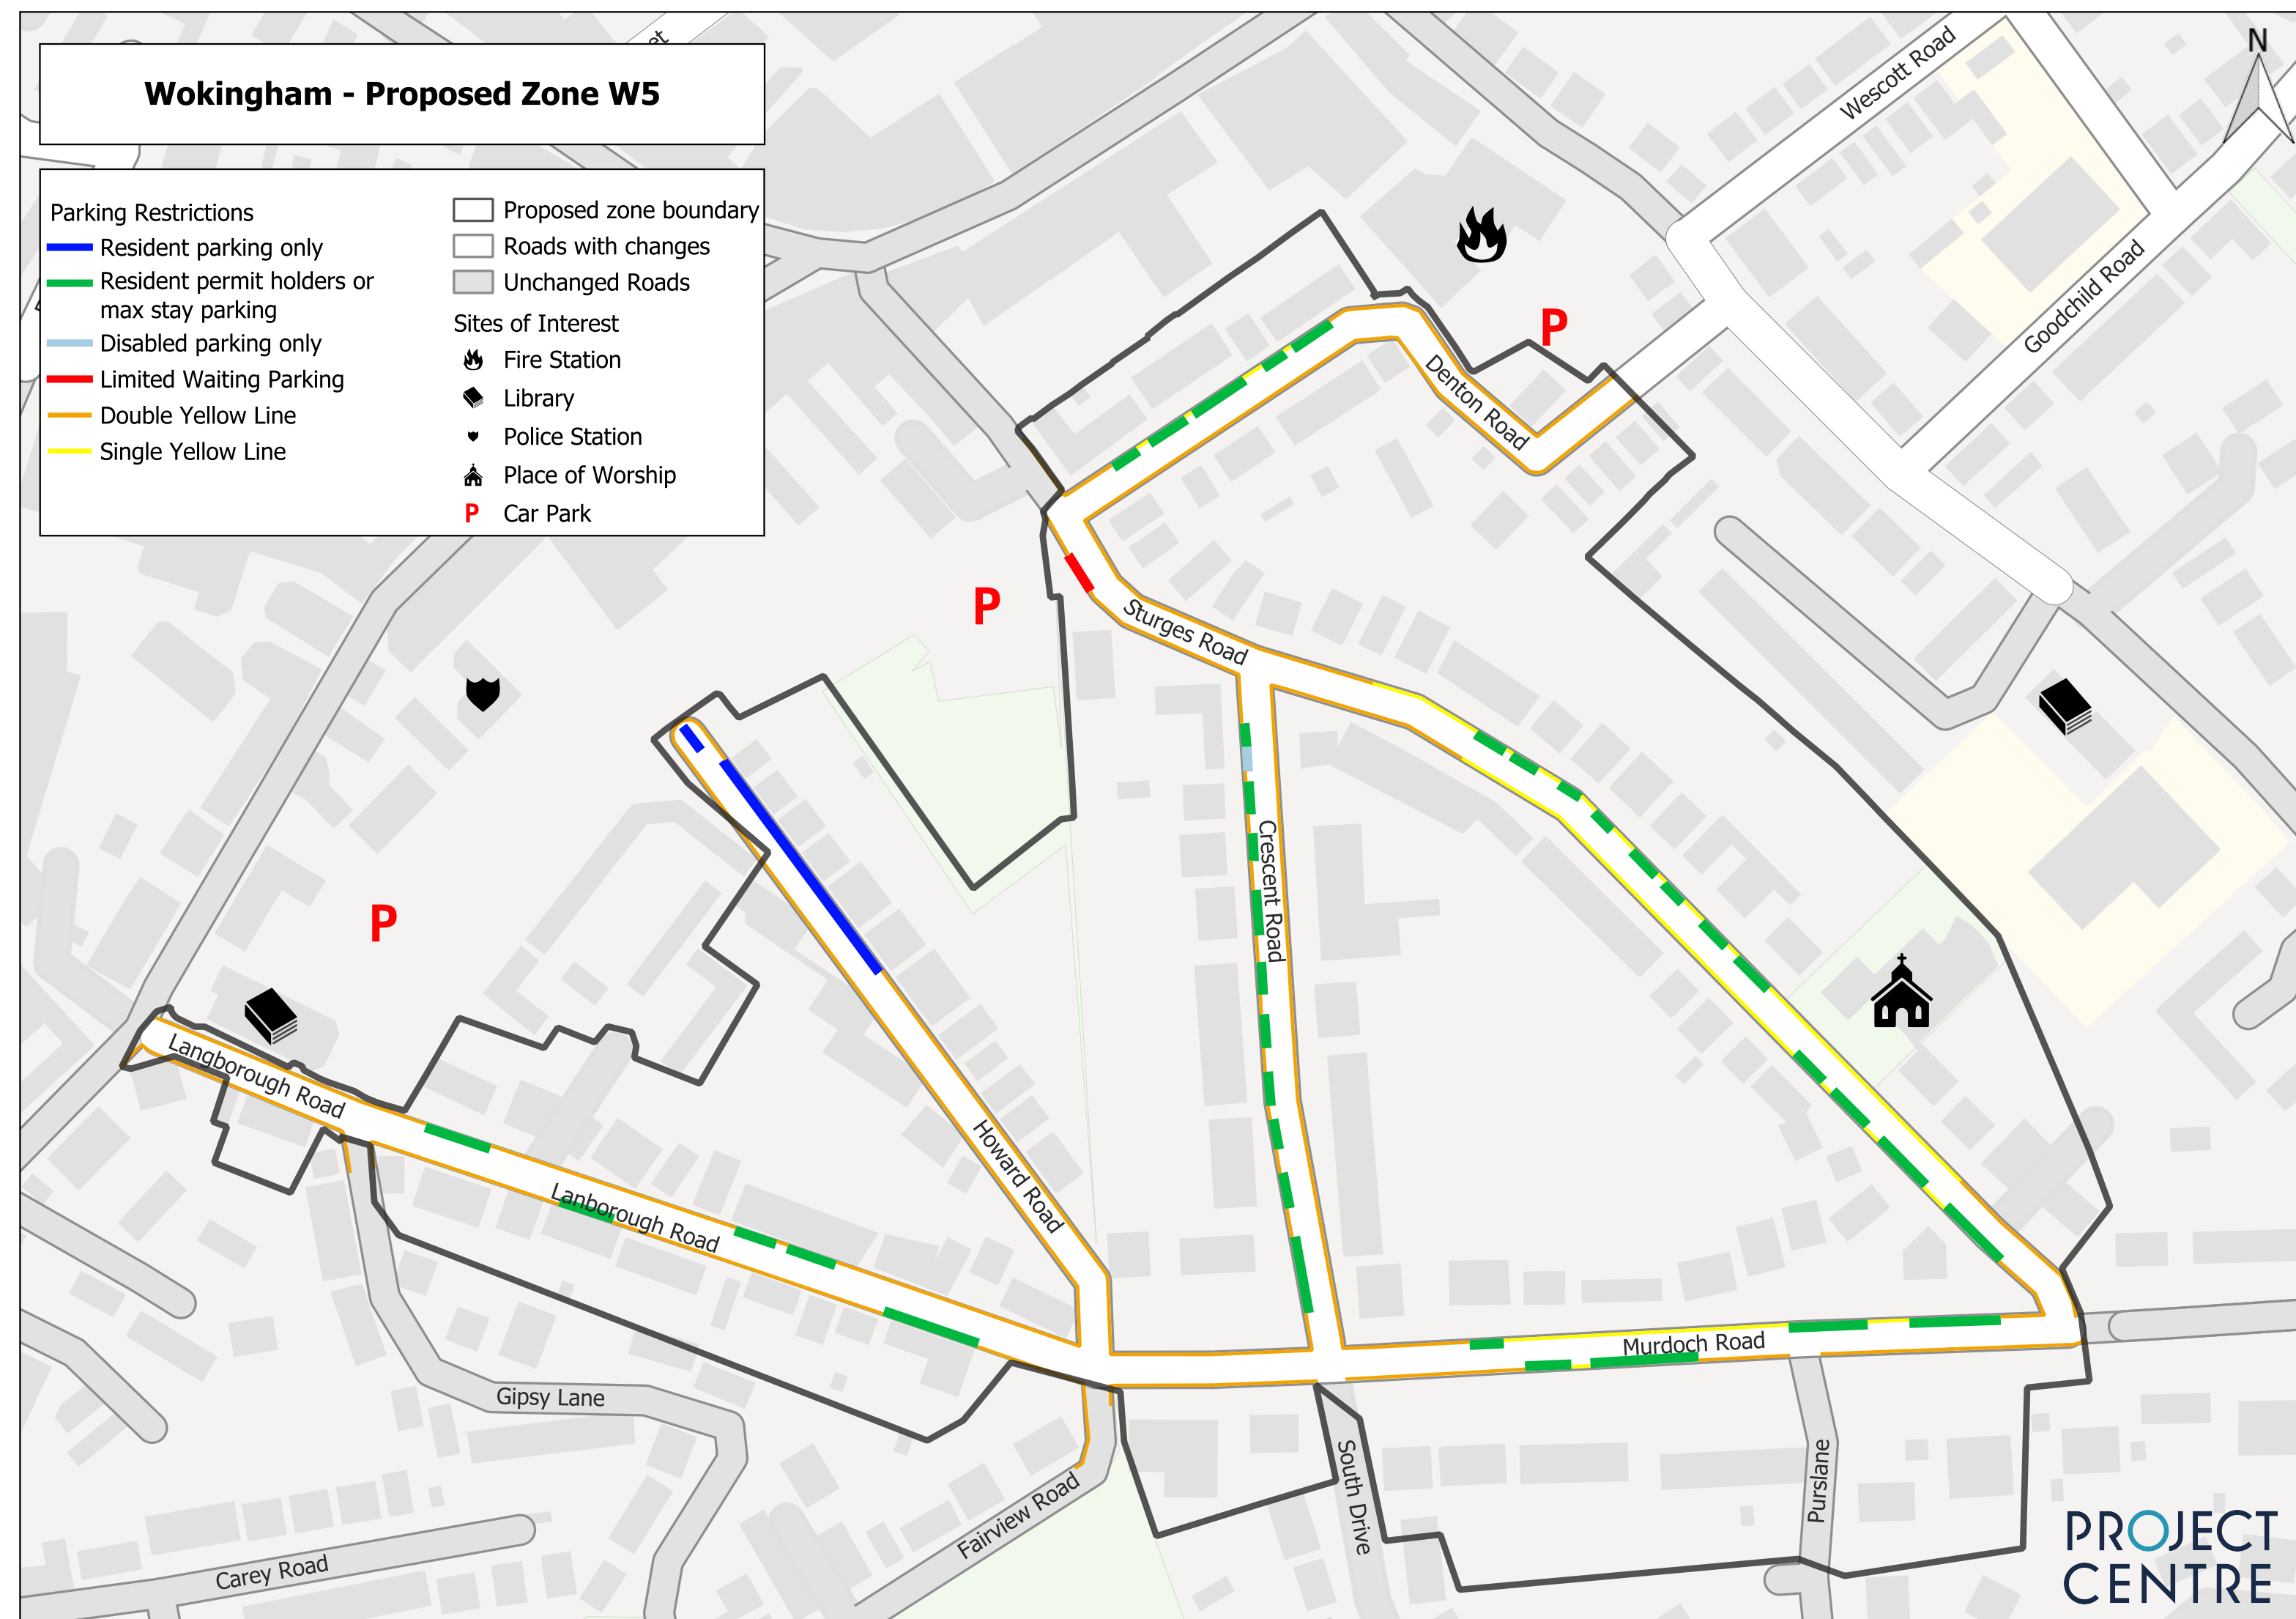 Wokingham - Proposed Zone W5
Parking Restrictions
Resident parking only
Resident permit holders or
max stay parking
Disabled parking only
Limited Waiting Parking
Double Yellow Line
Single Yellow Line
Proposed zone boundary
Roads with changes
Unchanged Roads
Sites of Interest
Fire Station
Library
Police Station
Place of Worship
P Car Park
N
Wescott Road
Goodchild Road
P
Denton Road
P
Sturges Road
Crescent Road
P
Langborough Road
Lanborough Road
Howard Road
Murdoch Road
Gipsy Lane
Fairview Road
South Drive
Purslane
Carey Road
PROJECT
CENTRE